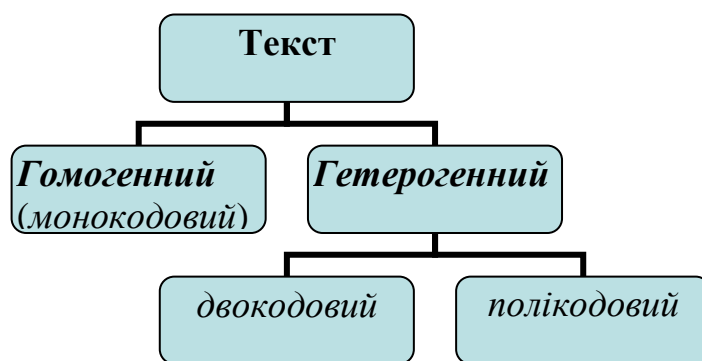 Текст
Гомогенний
(монокодовий)
Гетерогенний
двокодовий
полікодовий